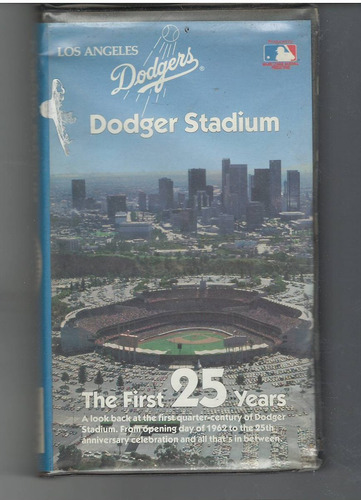 LOS ANGELES
Dodgers
Dodger Stadium
The First 25 Years
A look back at the first quarter-century of Dodger
Stadium. From opening day of 1962 to the 25th
anniversary celebration and all that's in between.